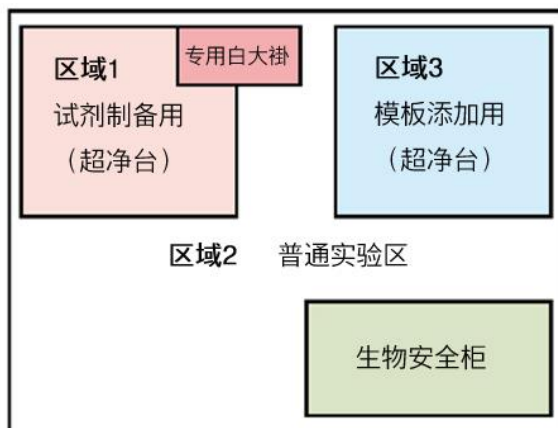 区域1
专用白大褂
试剂制备用
（超净台）
区域3
模板添加用
（超净台）
区域2 普通实验区
生物安全柜